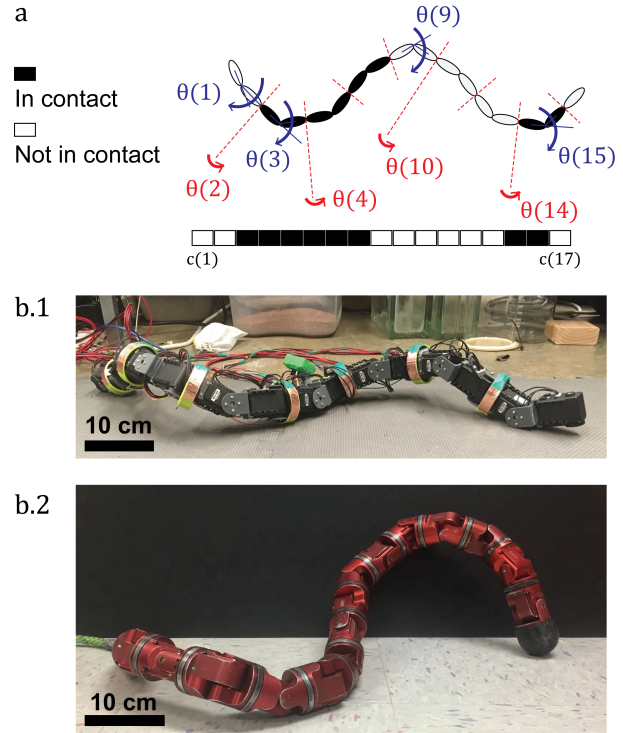 a
θ(9)
In contact
θ(1)
Not in contact
θ(3)
θ(15)
θ(10)
θ(2)
θ(4)
θ(14)
c(1)
c(17)
b.1
10 cm
b.2
10 cm